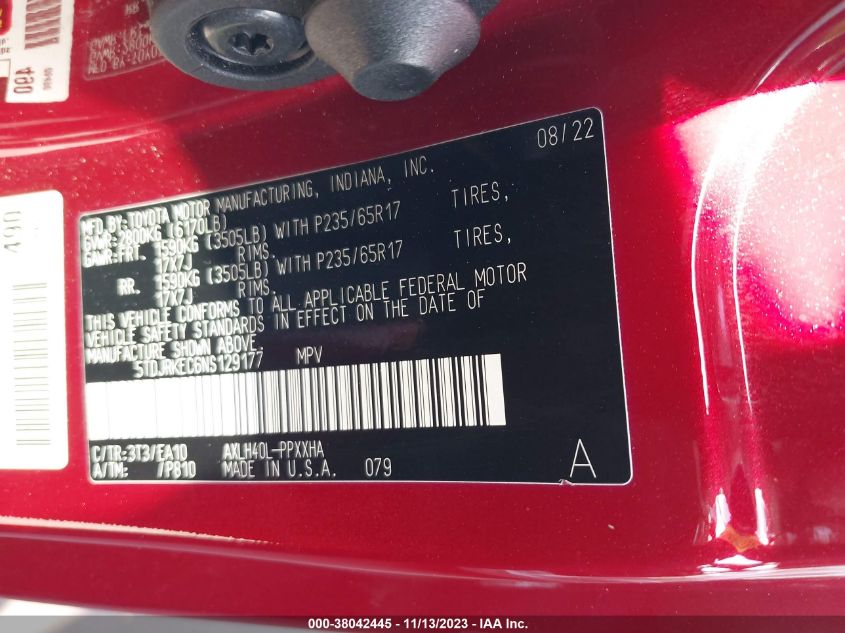 490
08/22
MFD.BY:TOYOTA MOTOR MANUFACTURING, INDIANA, INC.
GVWR:2800KG (6170LB)
GAWR:FRT. 1590KG (3505LB) WITH P235/65R17 TIRES,
17X7J RIMS.
RR. 1590KG (3505LB) WITH P235/65R17 TIRES,
17X7J RIMS.
THIS VEHICLE CONFORMS TO ALL APPLICABLE FEDERAL MOTOR
VEHICLE SAFETY STANDARDS IN EFFECT ON THE DATE OF
MANUFACTURE SHOWN ABOVE.
5TDJRKEC6NS129177 MPV
C/TR:3T3/EA10 AXLH40L-PPXXHA
A/TM: /P810 MADE IN U.S.A. 079
A
490
000-38042445 - 11/13/2023 - IAA Inc.